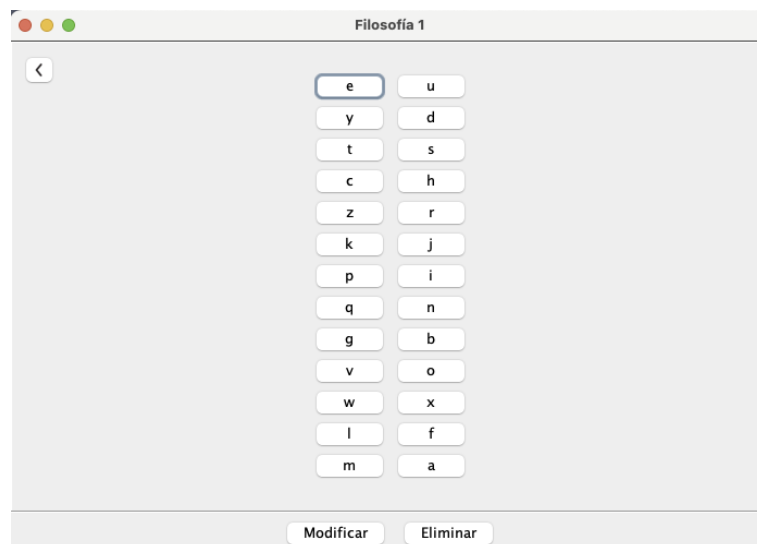 Filosofía 1
<
e u
y d
t s
c h
z r
k j
p i
q n
g b
v o
w x
l f
m a
Modificar Eliminar